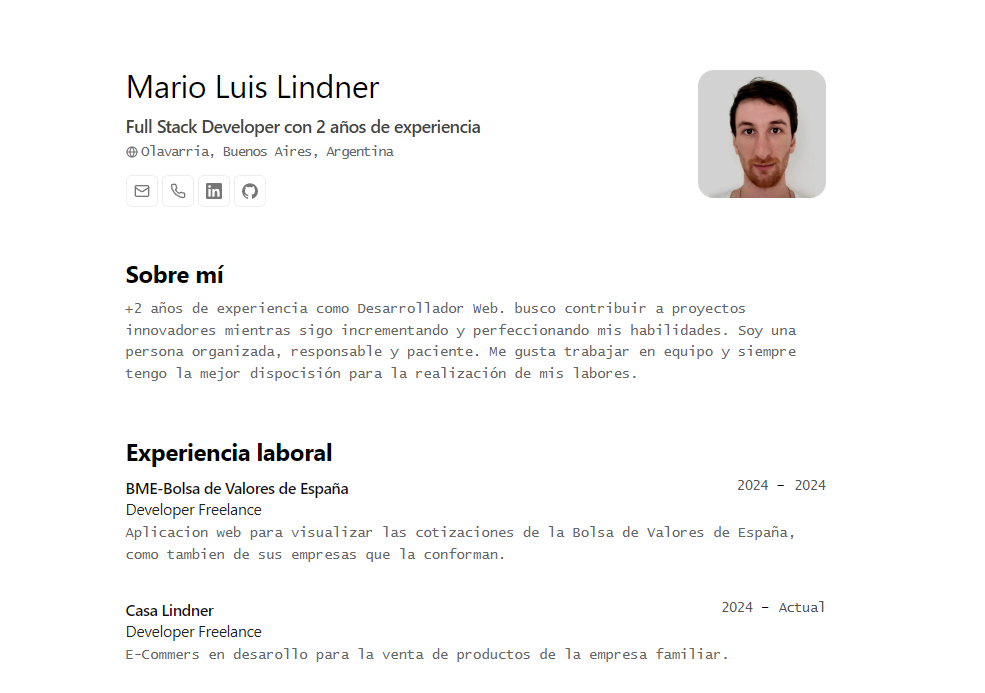 Mario Luis Lindner
Full Stack Developer con 2 años de experiencia
Olavarria, Buenos Aires, Argentina
in
Sobre mí
+2 años de experiencia como Desarrollador Web. busco contribuir a proyectos
innovadores mientras sigo incrementando y perfeccionando mis habilidades. Soy una
persona organizada, responsable y paciente. Me gusta trabajar en equipo y siempre
tengo la mejor dispocisión para la realización de mis labores.
Experiencia laboral
BME-Bolsa de Valores de España
2024 - 2024
Developer Freelance
Aplicacion web para visualizar las cotizaciones de la Bolsa de Valores de España,
como tambien de sus empresas que la conforman.
Casa Lindner
2024 - Actual
Developer Freelance
E-Commers en desarollo para la venta de productos de la empresa familiar.